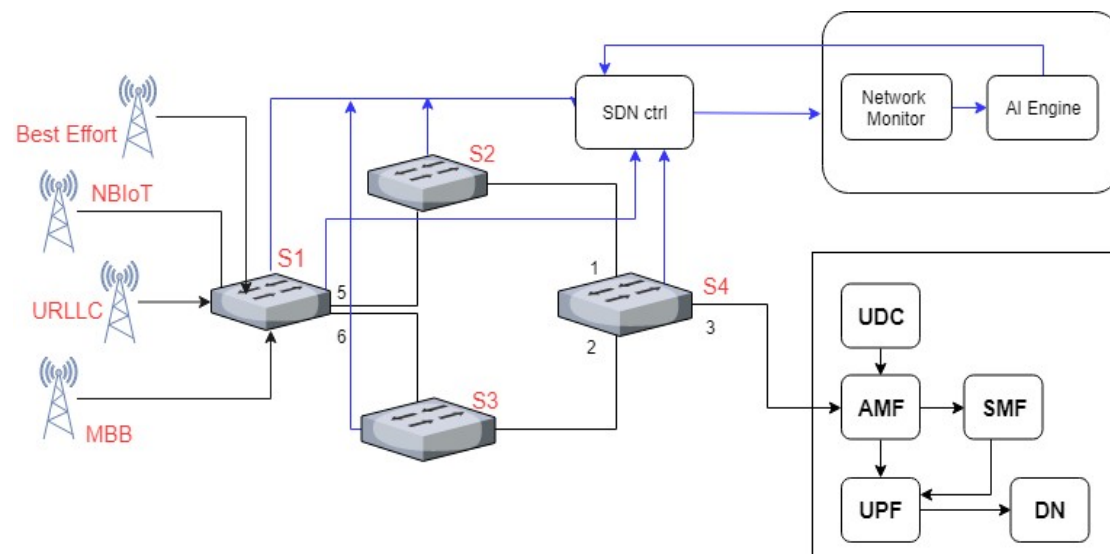 Best Effort
NBIoT
URLLC
MBB
S1
5
6
S2
S3
1
2
S4
3
SDN ctrl
Network
Monitor
AI Engine
UDC
AMF
SMF
UPF
DN